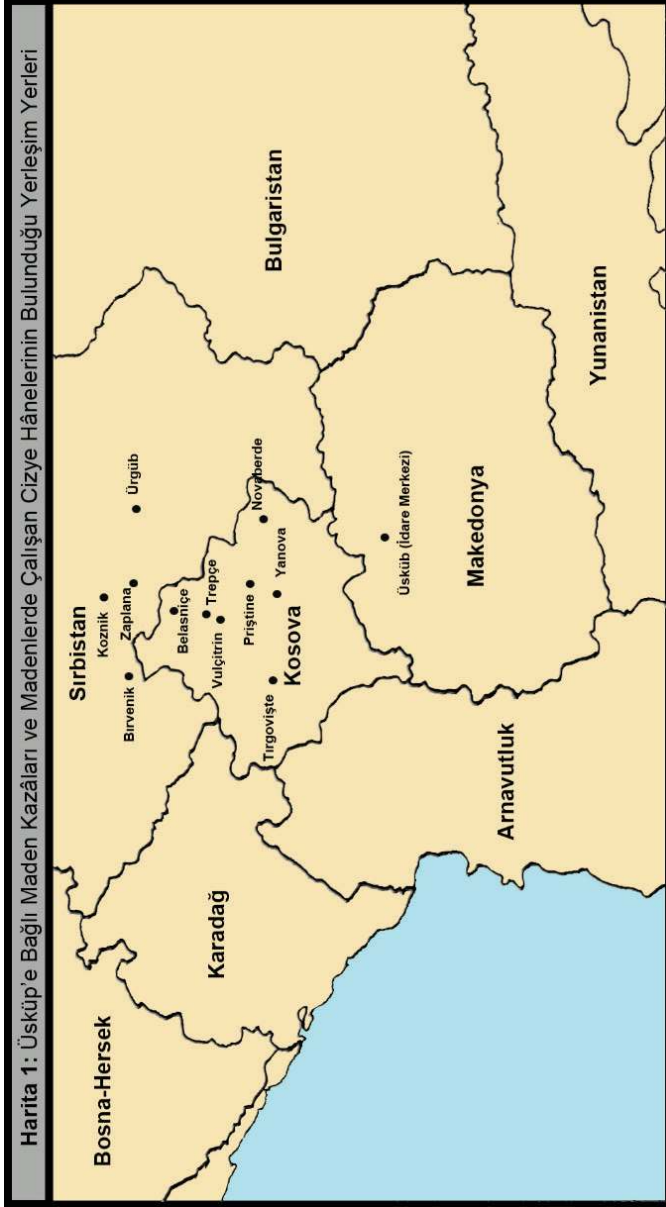 Harita 1: Üsküp'e Bağlı Maden Kazâları ve Madenlerde Çalışan Cizye Hânelerinin Bulunduğu Yerleşim Yerleri
Bosna-Hersek
Sırbistan
Koznik
Bırvenik
Zaplana
Ürgüb
Belasniçe
Trepçe
Vulçitrin
Karadağ
Priştine
Novaberde
Tırgovişte
Yanova
Kosova
Bulgaristan
Üsküb (İdare Merkezi)
Makedonya
Arnavutluk
Yunanistan